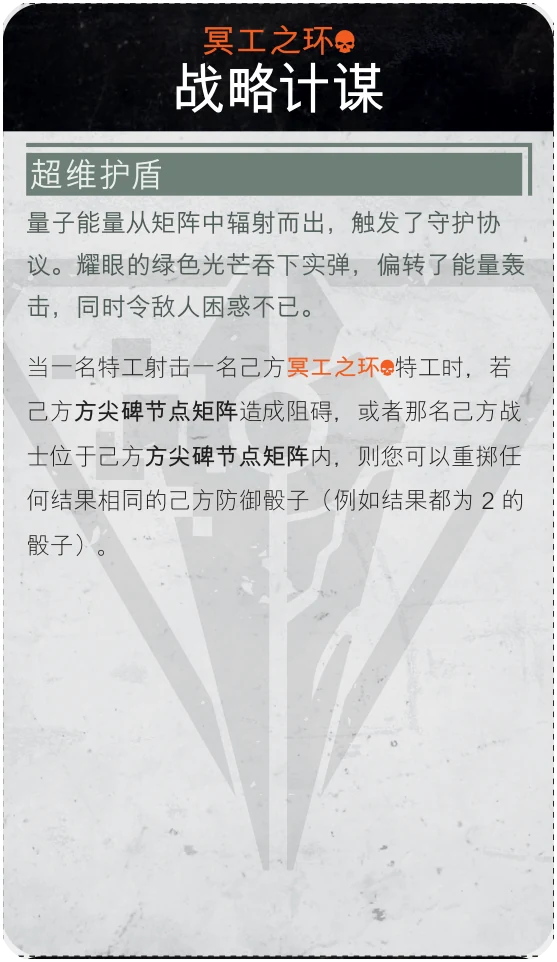 冥工之环
战略计谋
超维护盾
量子能量从矩阵中辐射而出，触发了守护协
议。耀眼的绿色光芒吞下实弹，偏转了能量轰
击，同时令敌人困惑不已。
当一名特工射击一名己方冥工之环特工时，若
己方方尖碑节点矩阵造成阻碍，或者那名己方战
士位于己方方尖碑节点矩阵内，则您可以重掷任
何结果相同的己方防御骰子（例如结果都为 2 的
骰子）。